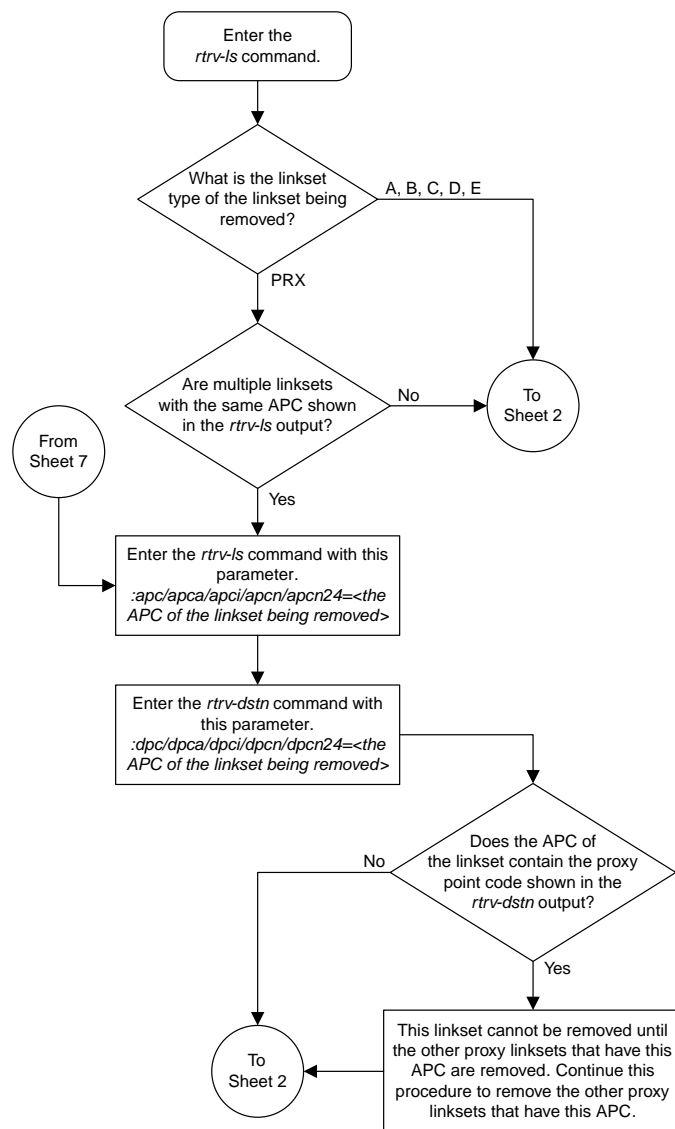 Enter the
rtrv-ls
command.
What is the linkset
type of the linkset being
removed?
A, B, C, D, E
PRX
Are multiple linksets
with the same APC shown
in the rtrv-ls output?
No
To
Sheet 2
From
Sheet 7
Yes
Enter the rtrv-ls command with this
parameter.
:apc/apca/apci/apcn/apcn24=<the
APC of the linkset being removed>
Enter the rtrv-dstn command with
this parameter.
:dpc/dpca/dpci/dpcn/dpcn24=<the
APC of the linkset being removed>
Does the APC of
the linkset contain the proxy
point code shown in the
rtrv-dstn output?
No
Yes
This linkset cannot be removed until
the other proxy linksets that have this
APC are removed. Continue this
procedure to remove the other proxy
linksets that have this APC.
To
Sheet 2